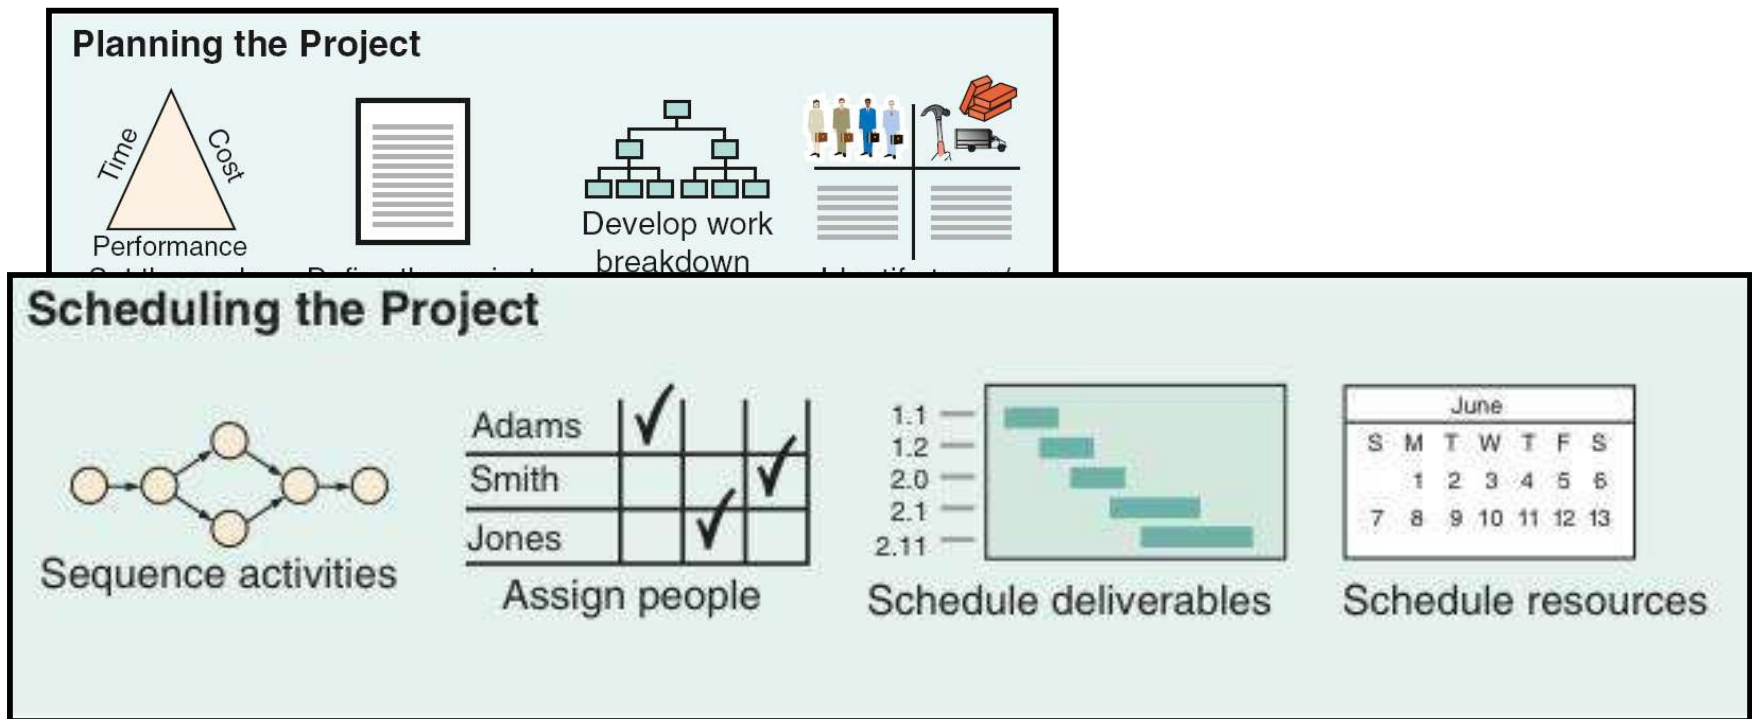 Planning the Project
Time
Cost
Performance
Develop work
breakdown
Scheduling the Project
Sequence activities
Adams
Smith
Jones
Assign people
1.1
1.2
2.0
2.1
2.11
Schedule deliverables
June
S M T W T F S
1 2 3 4 5 6
7 8 9 10 11 12 13
Schedule resources